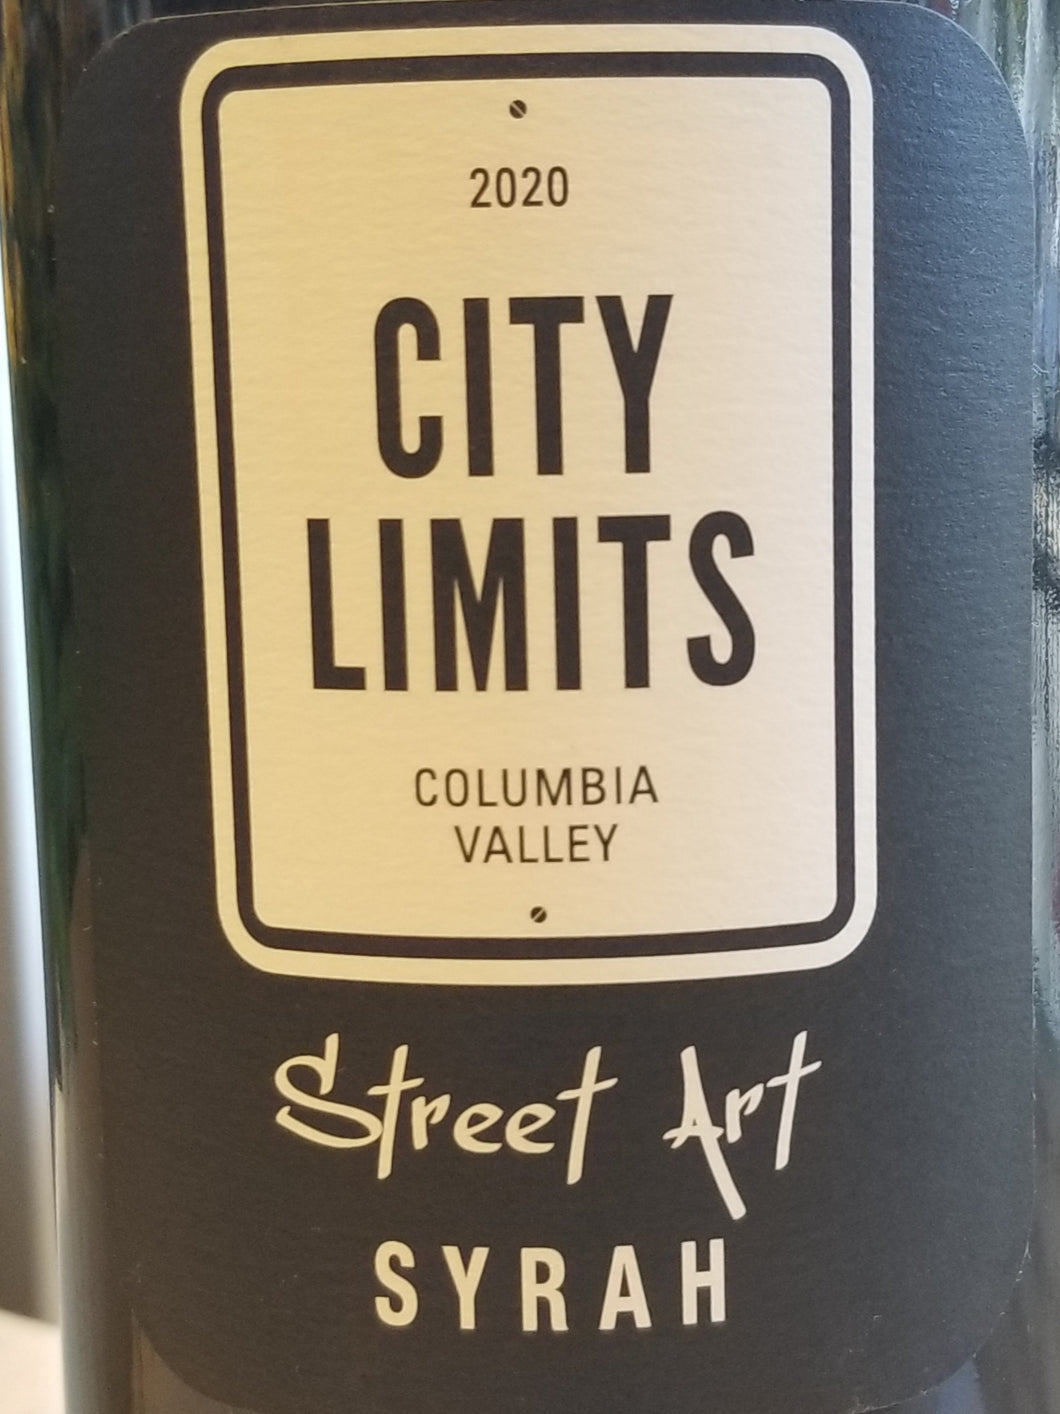 2020
CITY
LIMITS
COLUMBIA
VALLEY
Street Art
SYRAH